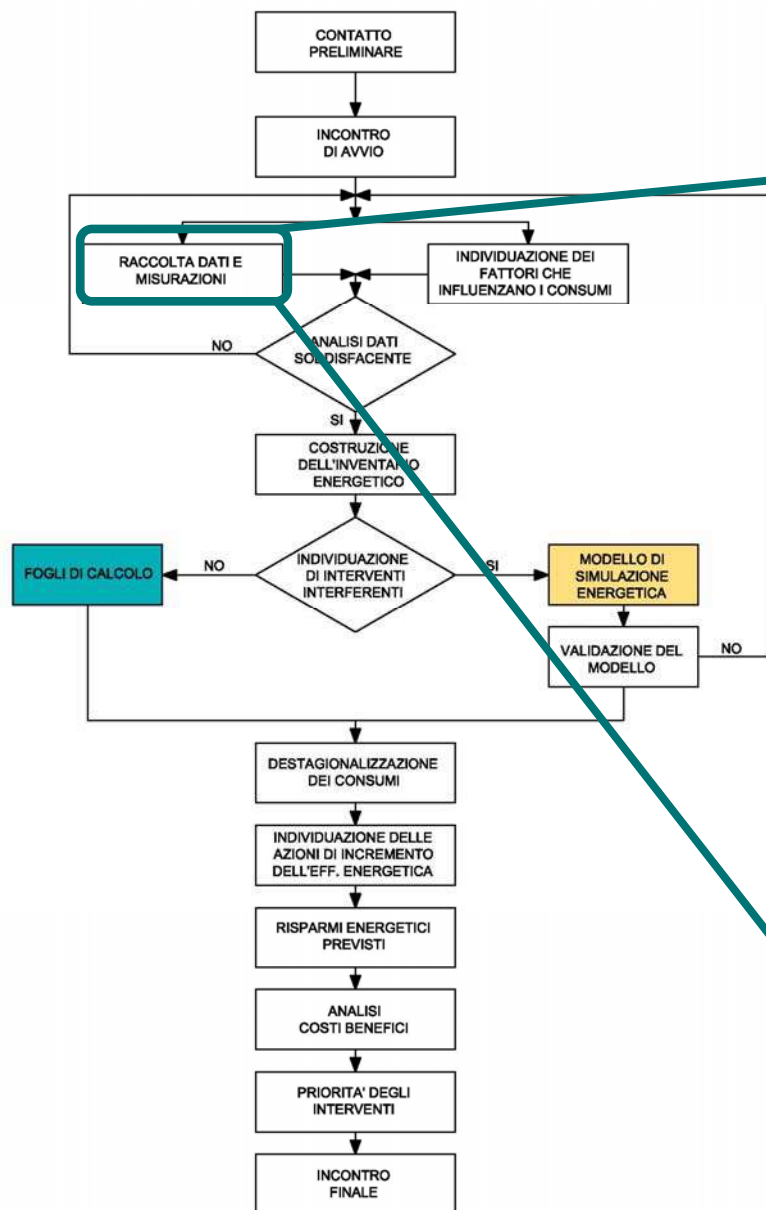 CONTATTO
PRELIMINARE
INCONTRO
DI AVVIO
RACCOLTA DATI E
MISURAZIONI
INDIVIDUAZIONE DEI
FATTORI CHE
INFLUENZANO I CONSUMI
NO
ANALISI DATI
SODDISFACENTE
SI
COSTRUZIONE
DELL'INVENTARIO
ENERGETICO
FOGLI DI CALCOLO
NO
INDIVIDUAZIONE
DI INTERVENTI
INTERFERENTI
SI
MODELLO DI
SIMULAZIONE
ENERGETICA
VALIDAZIONE DEL
MODELLO
NO
DESTAGIONALIZZAZIONE
DEI CONSUMI
INDIVIDUAZIONE DELLE
AZIONI DI INCREMENTO
DELL'EFF. ENERGETICA
RISPARMI ENERGETICI
PREVISTI
ANALISI
COSTI BENEFICI
PRIORITA' DEGLI
INTERVENTI
INCONTRO
FINALE